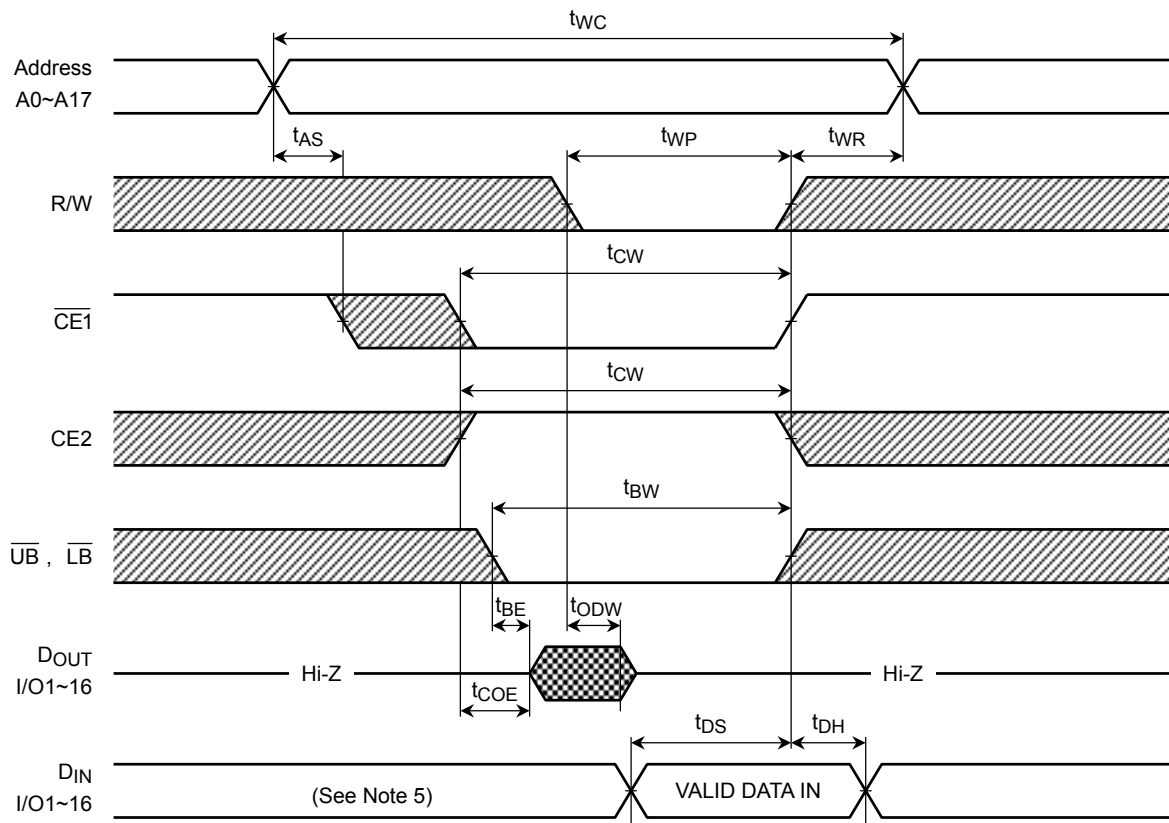 tWC
Address
A0~A17
tAS
tWP
tWR
R/W
tCW
CE1
tCW
CE2
tBW
UB , LB
tBE
tODW
DOUT
I/O1~16
Hi-Z
Hi-Z
tCOE
tDS
tDH
DIN
I/O1~16
(See Note 5)
VALID DATA IN